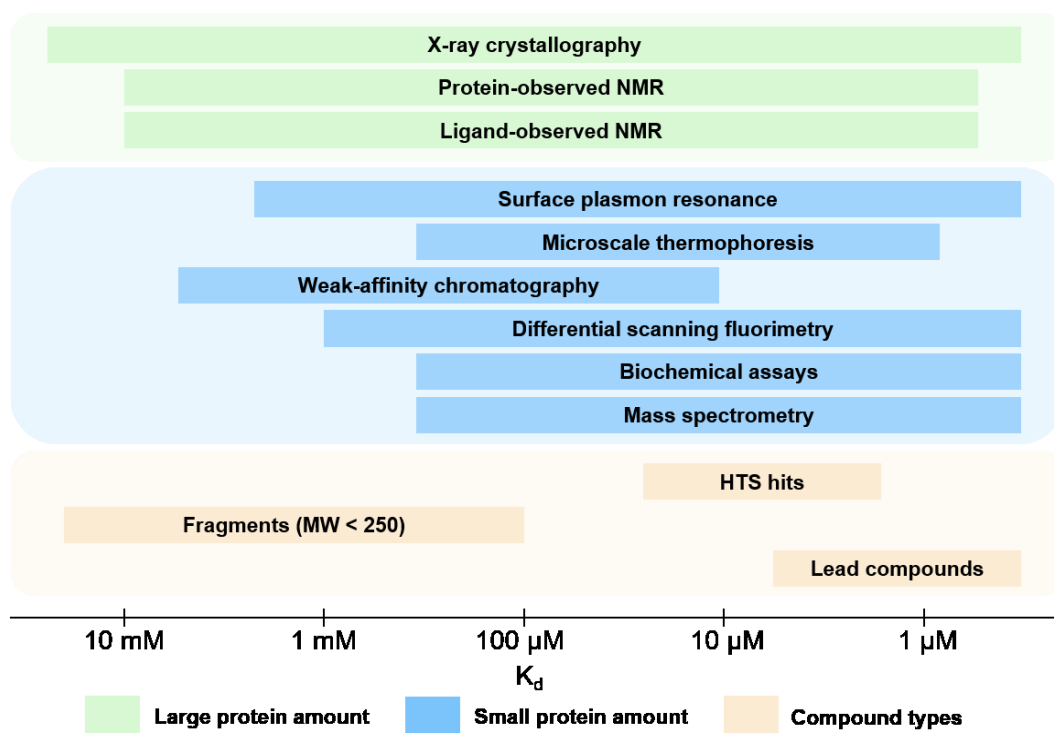 X-ray crystallography
Protein-observed NMR
Ligand-observed NMR
Surface plasmon resonance
Microscale thermophoresis
Weak-affinity chromatography
Differential scanning fluorimetry
Biochemical assays
Mass spectrometry
HTS hits
Fragments (MW < 250)
Lead compounds
10 mM 1 mM 100 µM 10 µM 1 µM
Kd
Large protein amount Small protein amount Compound types